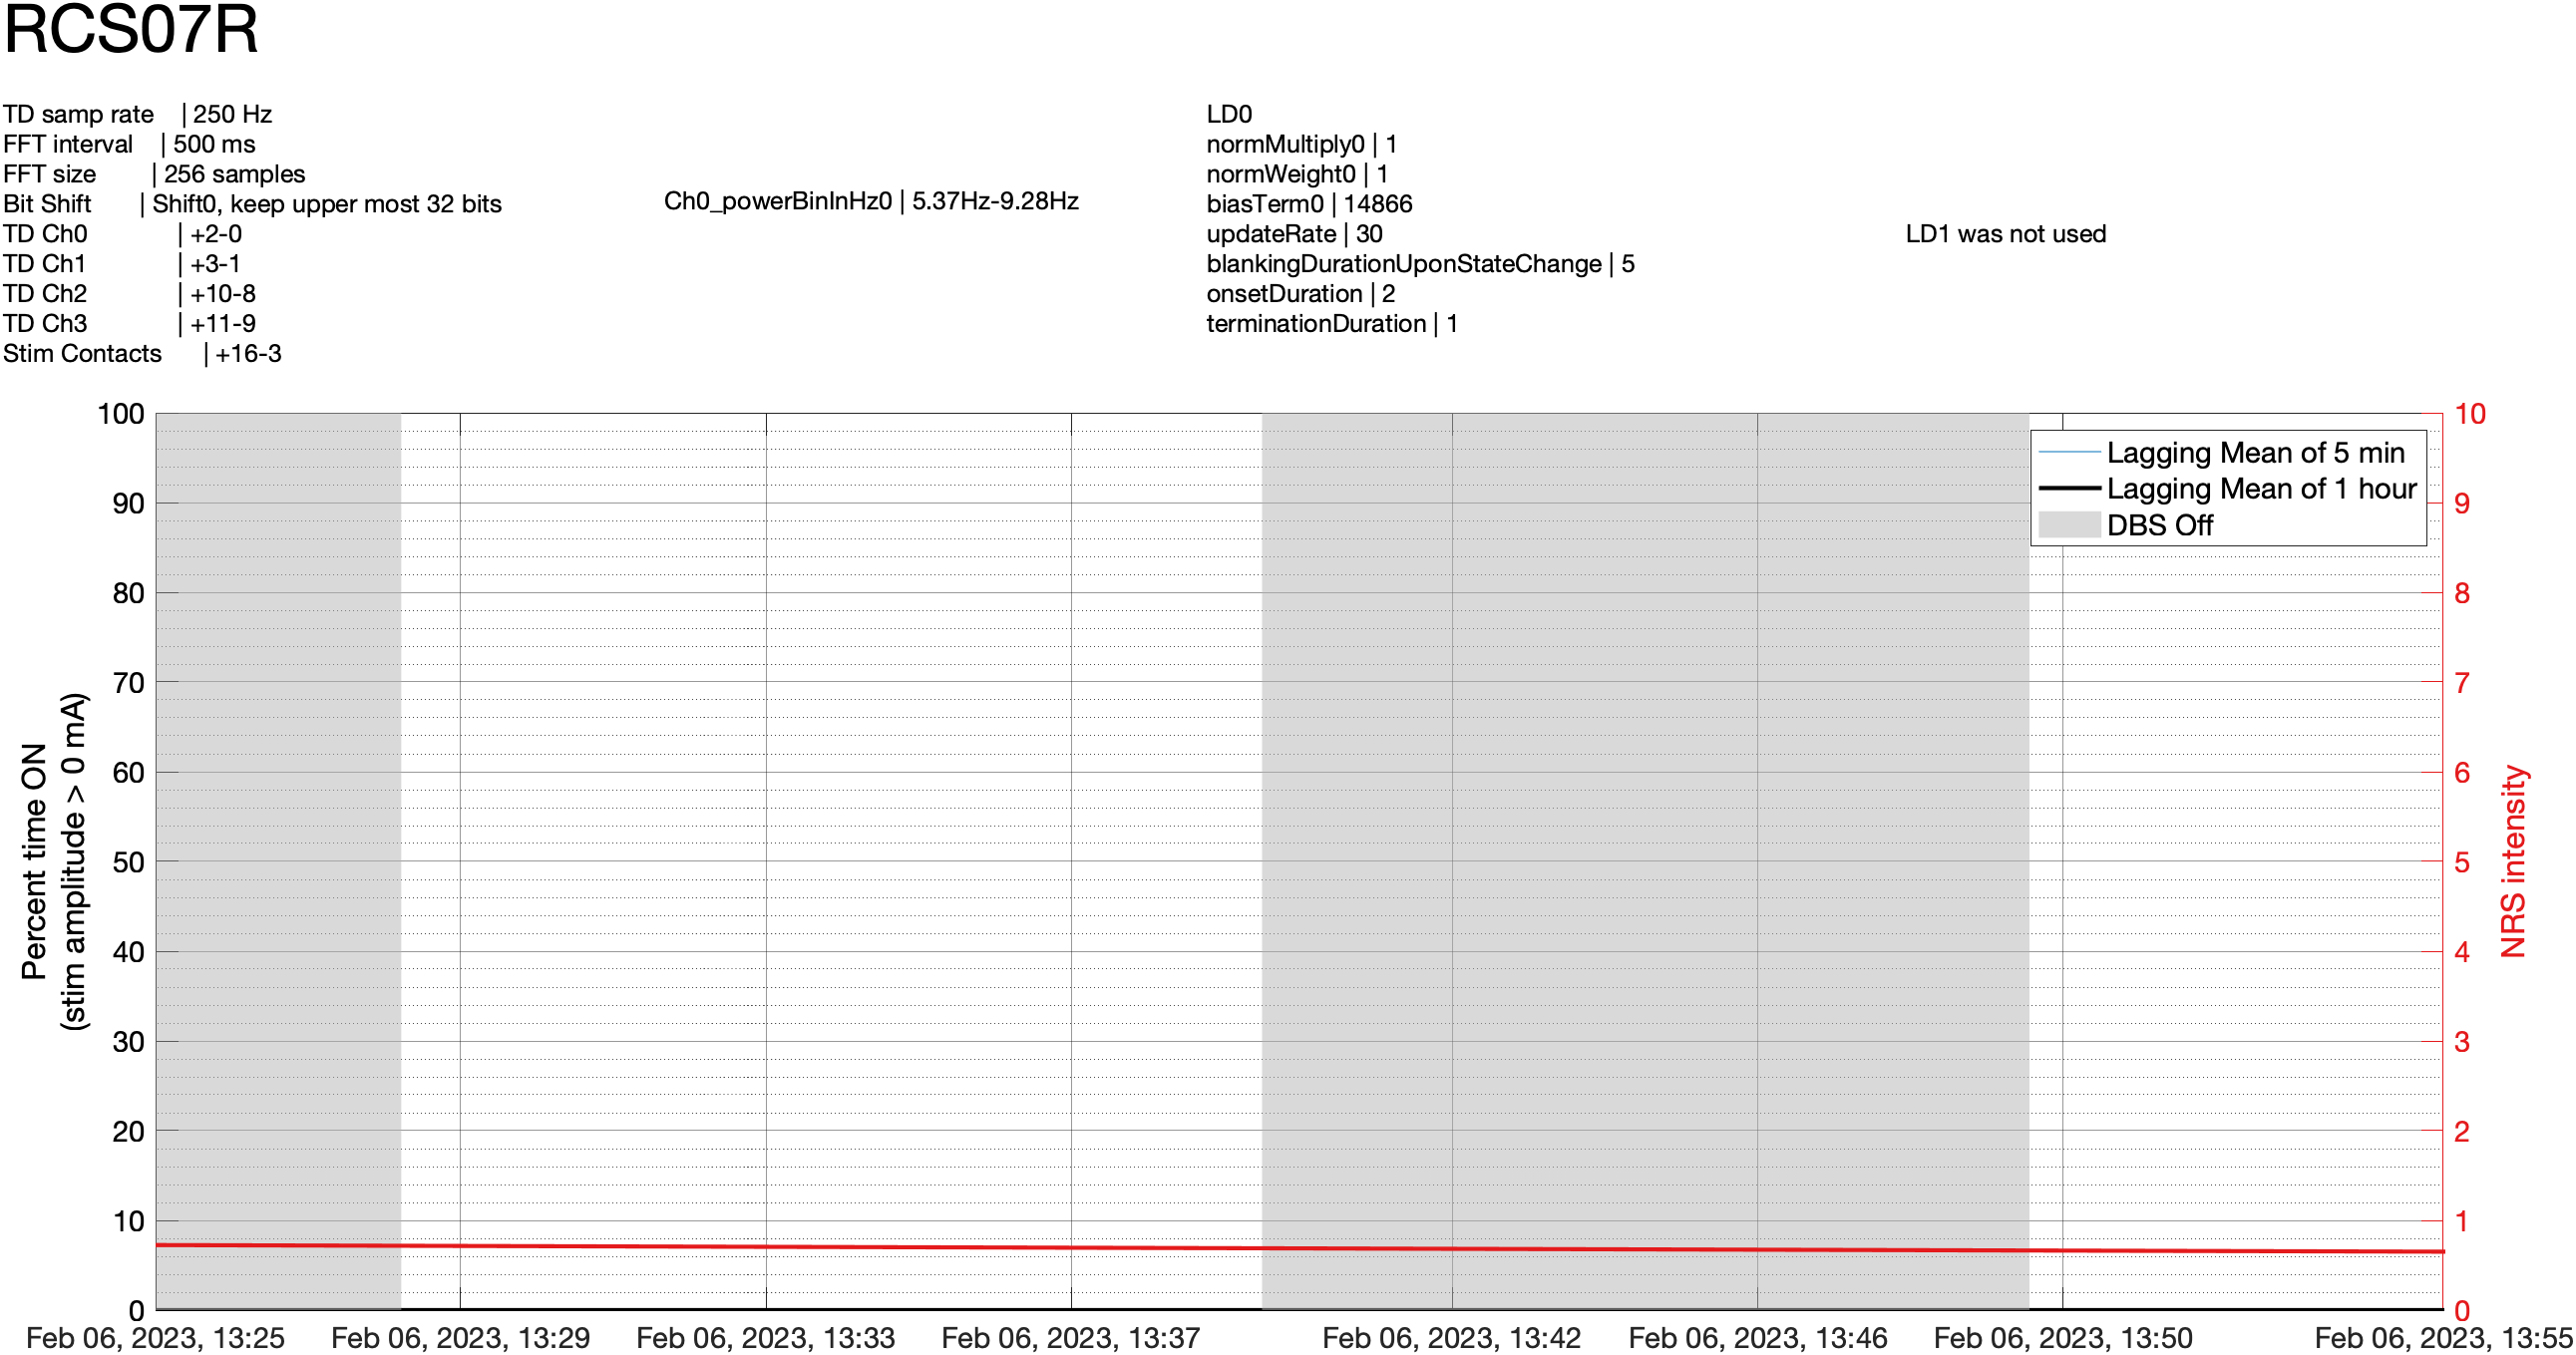 RCS07R
TD samp rate | 250 Hz
FFT interval | 500 ms
FFT size | 256 samples
Bit Shift | Shift0, keep upper most 32 bits
TD Ch0 | +2-0
TD Ch1 | +3-1
TD Ch2 | +10-8
TD Ch3 | +11-9
Stim Contacts | +16-3
Ch0_powerBinInHz0 | 5.37Hz-9.28Hz
LD0
normMultiply0 | 1
normWeight0 | 1
biasTerm0 | 14866
updateRate | 30
blankingDurationUponStateChange | 5
onsetDuration | 2
terminationDuration | 1
LD1 was not used
Percent time ON
(stim amplitude > 0 mA)
100
90
80
70
60
50
40
30
20
10
0
Lagging Mean of 5 min
Lagging Mean of 1 hour
DBS Off
10
9
8
7
6
5
4
3
2
1
0
NRS intensity
Feb 06, 2023, 13:25
Feb 06, 2023, 13:29
Feb 06, 2023, 13:33
Feb 06, 2023, 13:37
Feb 06, 2023, 13:42
Feb 06, 2023, 13:46
Feb 06, 2023, 13:50
Feb 06, 2023, 13:55